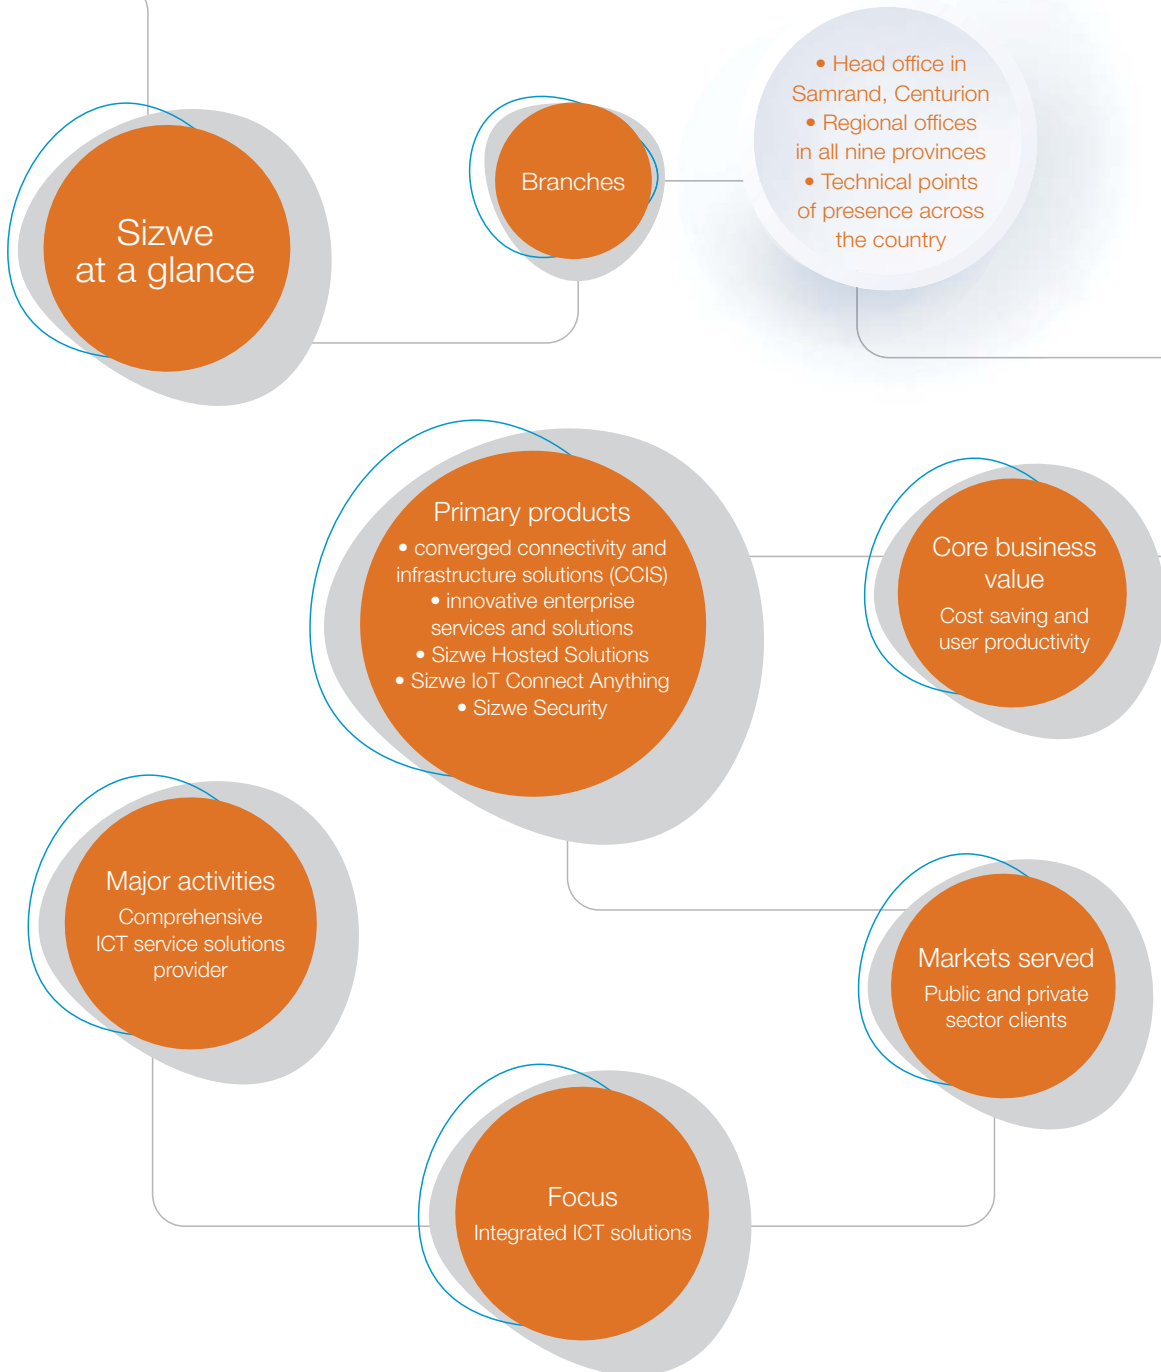 Sizwe
at a glance
Branches
• Head office in
Samrand, Centurion
• Regional offices
in all nine provinces
• Technical points
of presence across
the country
Primary products
• converged connectivity and
infrastructure solutions (CCIS)
• innovative enterprise
services and solutions
• Sizwe Hosted Solutions
• Sizwe IoT Connect Anything
• Sizwe Security
Core business
value
Cost saving and
user productivity
Major activities
Comprehensive
ICT service solutions
provider
Markets served
Public and private
sector clients
Focus
Integrated ICT solutions